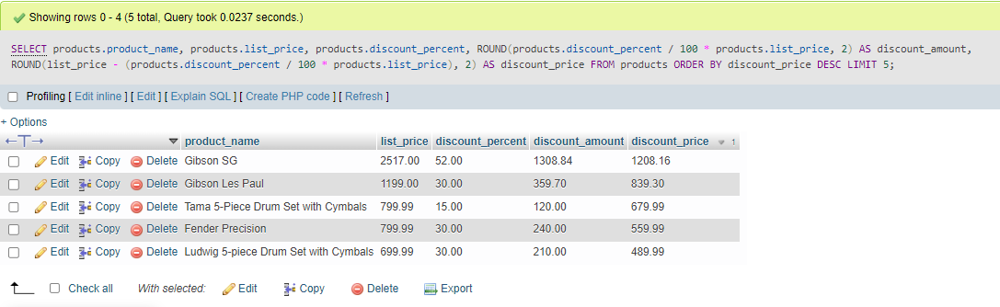 Showing rows 0 - 4 (5 total, Query took 0.0237 seconds.)
SELECT products.product_name, products.list_price, products.discount_percent, ROUND(products.discount_percent / 100 * products.list_price, 2) AS discount_amount,
ROUND(list_price - (products.discount_percent / 100 * products.list_price), 2) AS discount_price FROM products ORDER BY discount_price DESC LIMIT 5;
Profiling [ Edit inline ] [ Edit ] [ Explain SQL ] [ Create PHP code ] [ Refresh ]
+ Options
←T→ product_name list_price discount_percent discount_amount discount_price 1
Edit Copy Delete Gibson SG 2517.00 52.00 1308.84 1208.16
Edit Copy Delete Gibson Les Paul 1199.00 30.00 359.70 839.30
Edit Copy Delete Tama 5-Piece Drum Set with Cymbals 799.99 15.00 120.00 679.99
Edit Copy Delete Fender Precision 799.99 30.00 240.00 559.99
Edit Copy Delete Ludwig 5-piece Drum Set with Cymbals 699.99 30.00 210.00 489.99
Check all With selected: Edit Copy Delete Export